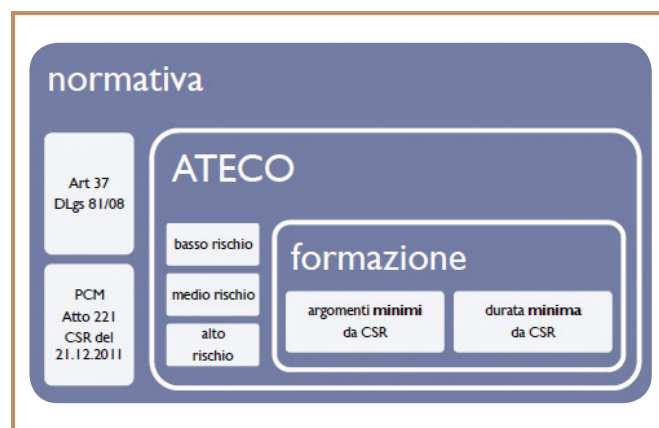 normativa
Art 37
DLgs 81/08
PCM
Atto 221
CSR del
21.12.2011
ATECO
basso rischio
medio rischio
alto
rischio
formazione
argomenti minimi
da CSR
durata minima
da CSR